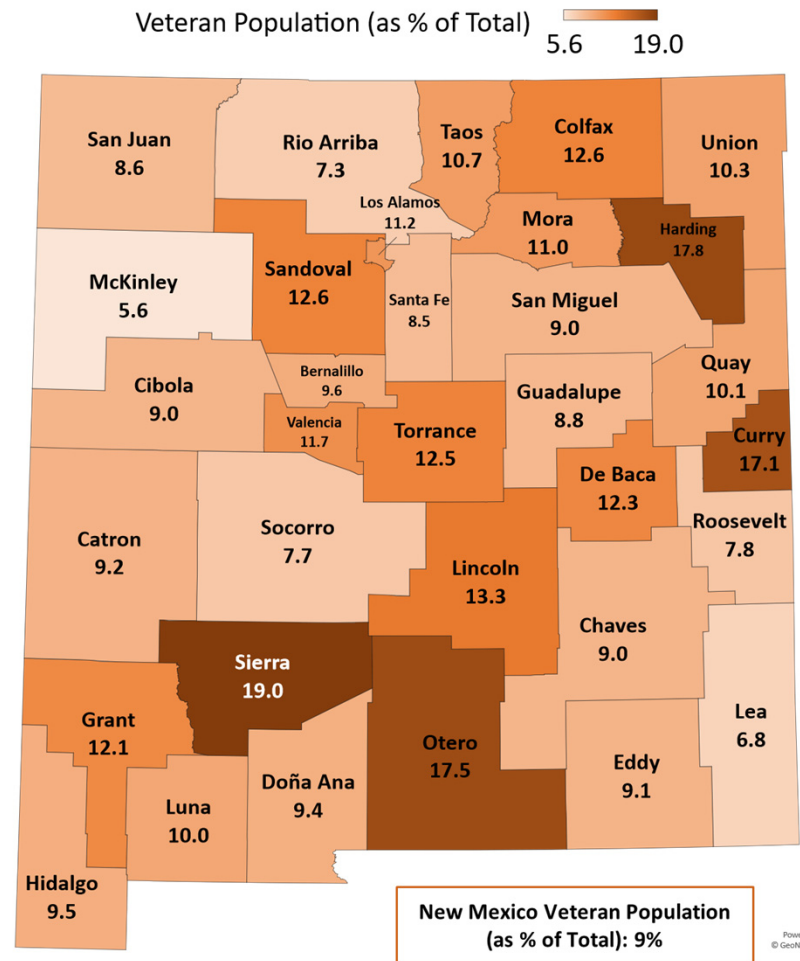 Veteran Population (as % of Total)
5.6
19.0
San Juan
8.6
Rio Arriba
7.3
Taos
10.7
Colfax
12.6
Union
10.3
Los Alamos
11.2
Mora
11.0
Harding
17.8
McKinley
5.6
Sandoval
12.6
Santa Fe
8.5
San Miguel
9.0
Cibola
9.0
Bernalillo
9.6
Valencia
11.7
Torrance
12.5
Guadalupe
8.8
Quay
10.1
Curry
17.1
De Baca
12.3
Roosevelt
7.8
Catron
9.2
Socorro
7.7
Lincoln
13.3
Chaves
9.0
Sierra
19.0
Grant
12.1
Otero
17.5
Lea
6.8
Eddy
9.1
Doña Ana
9.4
Luna
10.0
Hidalgo
9.5
New Mexico Veteran Population
(as % of Total): 9%
Powe
© GeoN